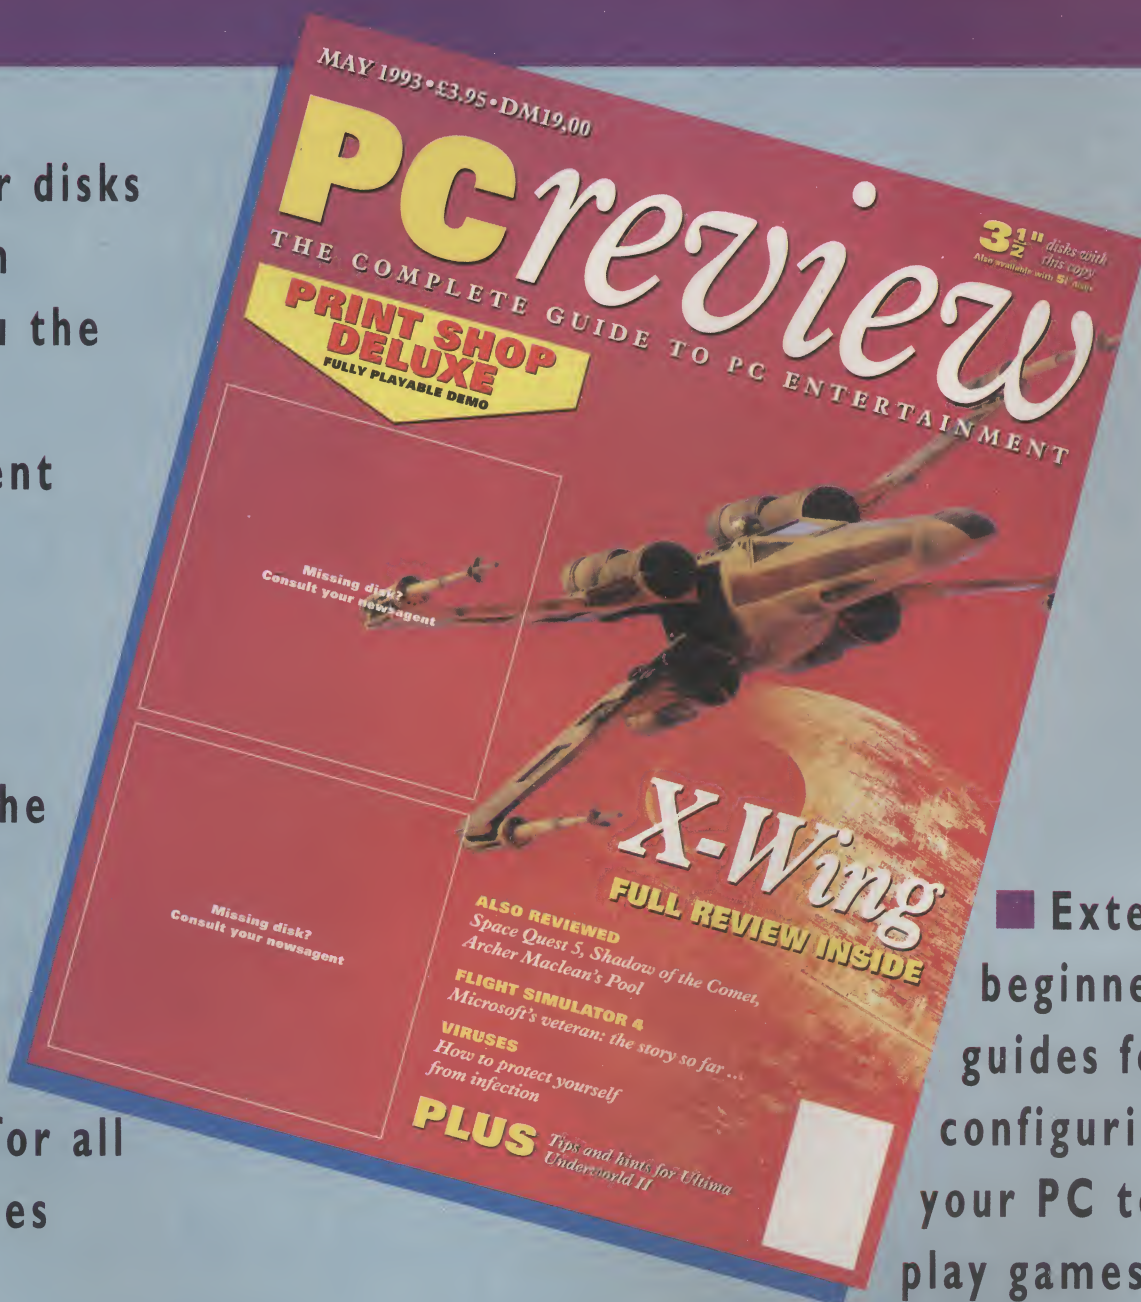 r disks
n
u the
ent
he
for all
es
MAY 1993•£3.95•DM19,00
PCreview
THE COMPLETE GUIDE TO PC ENTERTAINMENT
3½" disks with
this copy
Also available with 5¼ disks
PRINT SHOP
DELUXE
FULLY PLAYABLE DEMO
Missing disk?
Consult your newsagent
Missing disk?
Consult your newsagent
X-Wing
FULL REVIEW INSIDE
ALSO REVIEWED
Space Quest 5, Shadow of the Comet,
Archer Maclean's Pool
FLIGHT SIMULATOR 4
Microsoft's veteran: the story so far ...
VIRUSES
How to protect yourself
from infection
PLUS
Tips and hints for Ultima
Underworld II
■ Exte
beginne
guides fo
configuri
your PC to
play games